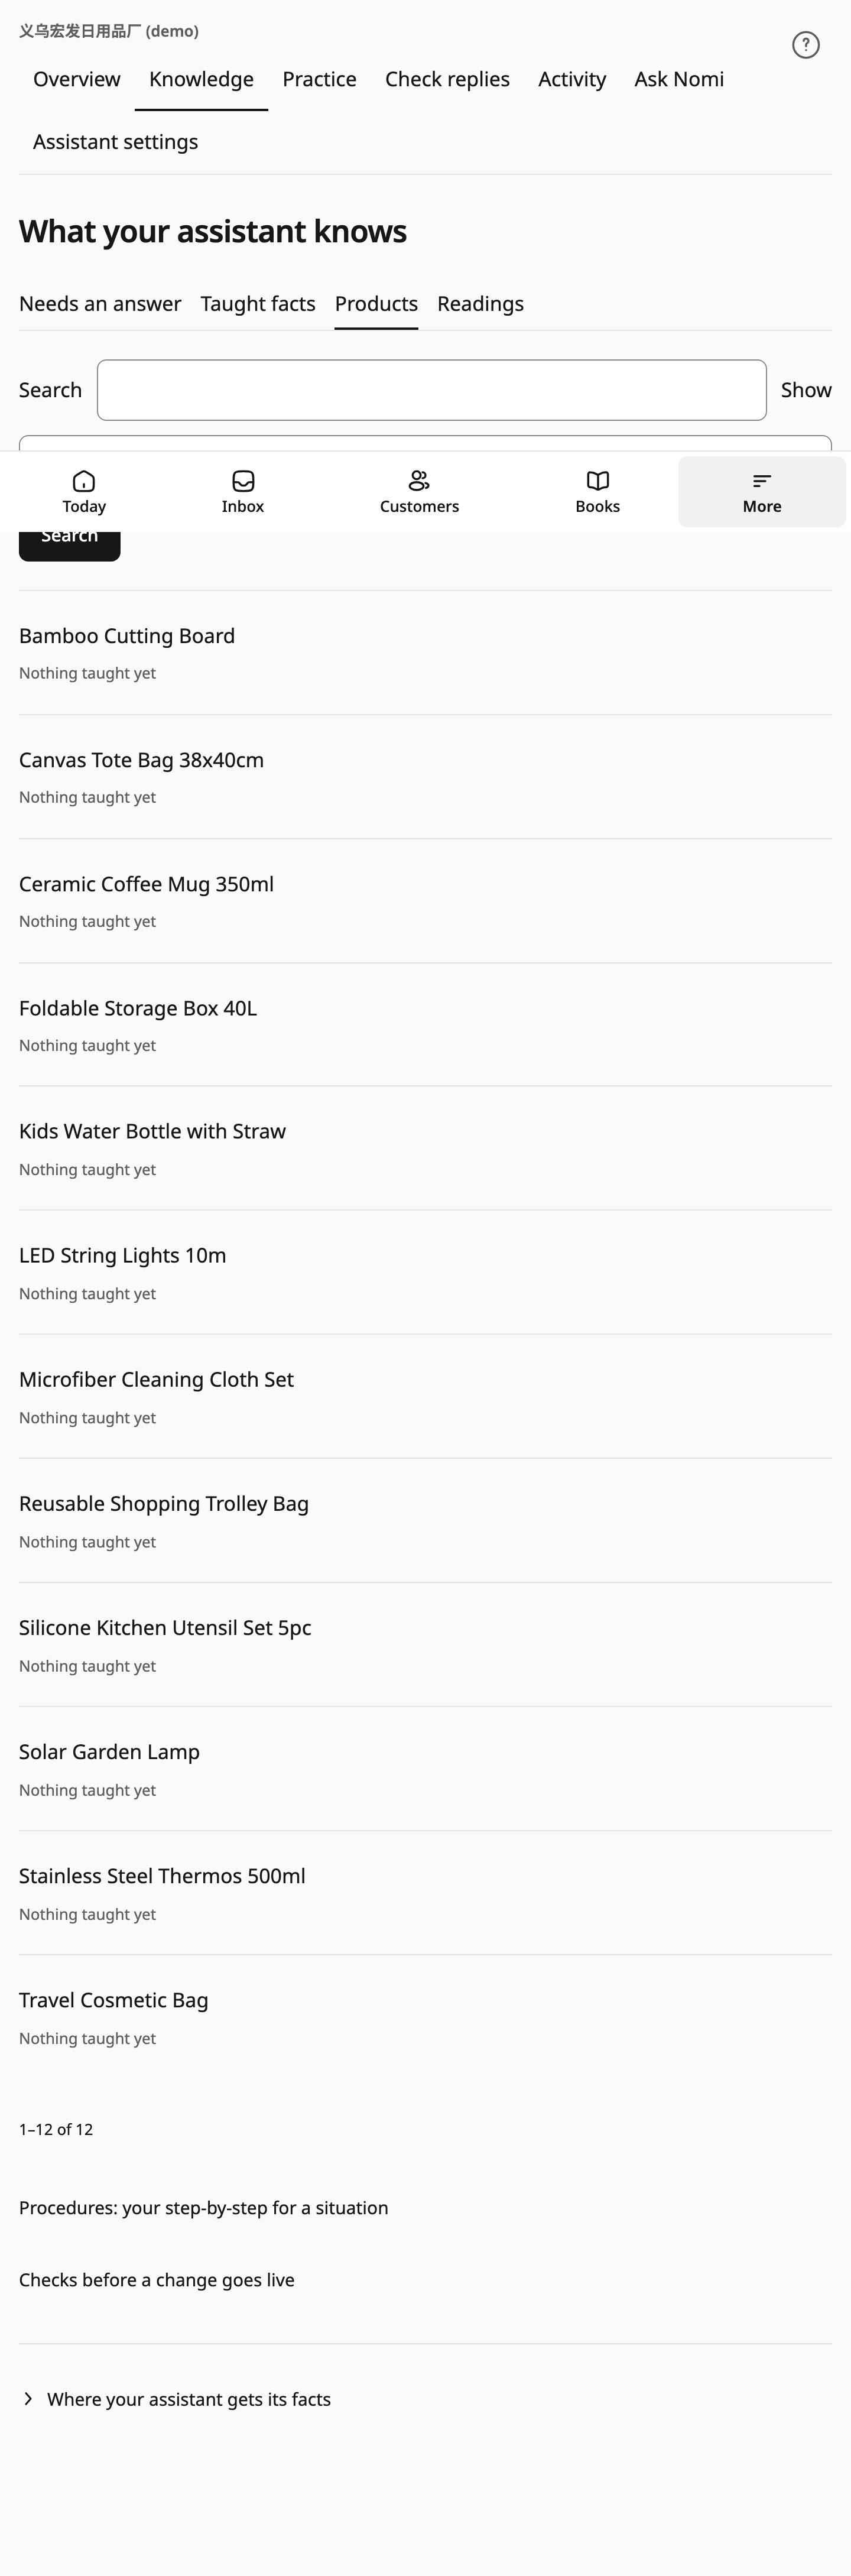 义乌宏发日用品厂 (demo)
Overview Knowledge Practice Check replies Activity Ask Nomi
Assistant settings
What your assistant knows
Needs an answer Taught facts Products Readings
Search Show
Today Inbox Customers Books More
Search
Bamboo Cutting Board
Nothing taught yet
Canvas Tote Bag 38x40cm
Nothing taught yet
Ceramic Coffee Mug 350ml
Nothing taught yet
Foldable Storage Box 40L
Nothing taught yet
Kids Water Bottle with Straw
Nothing taught yet
LED String Lights 10m
Nothing taught yet
Microfiber Cleaning Cloth Set
Nothing taught yet
Reusable Shopping Trolley Bag
Nothing taught yet
Silicone Kitchen Utensil Set 5pc
Nothing taught yet
Solar Garden Lamp
Nothing taught yet
Stainless Steel Thermos 500ml
Nothing taught yet
Travel Cosmetic Bag
Nothing taught yet
1–12 of 12
Procedures: your step-by-step for a situation
Checks before a change goes live
Where your assistant gets its facts